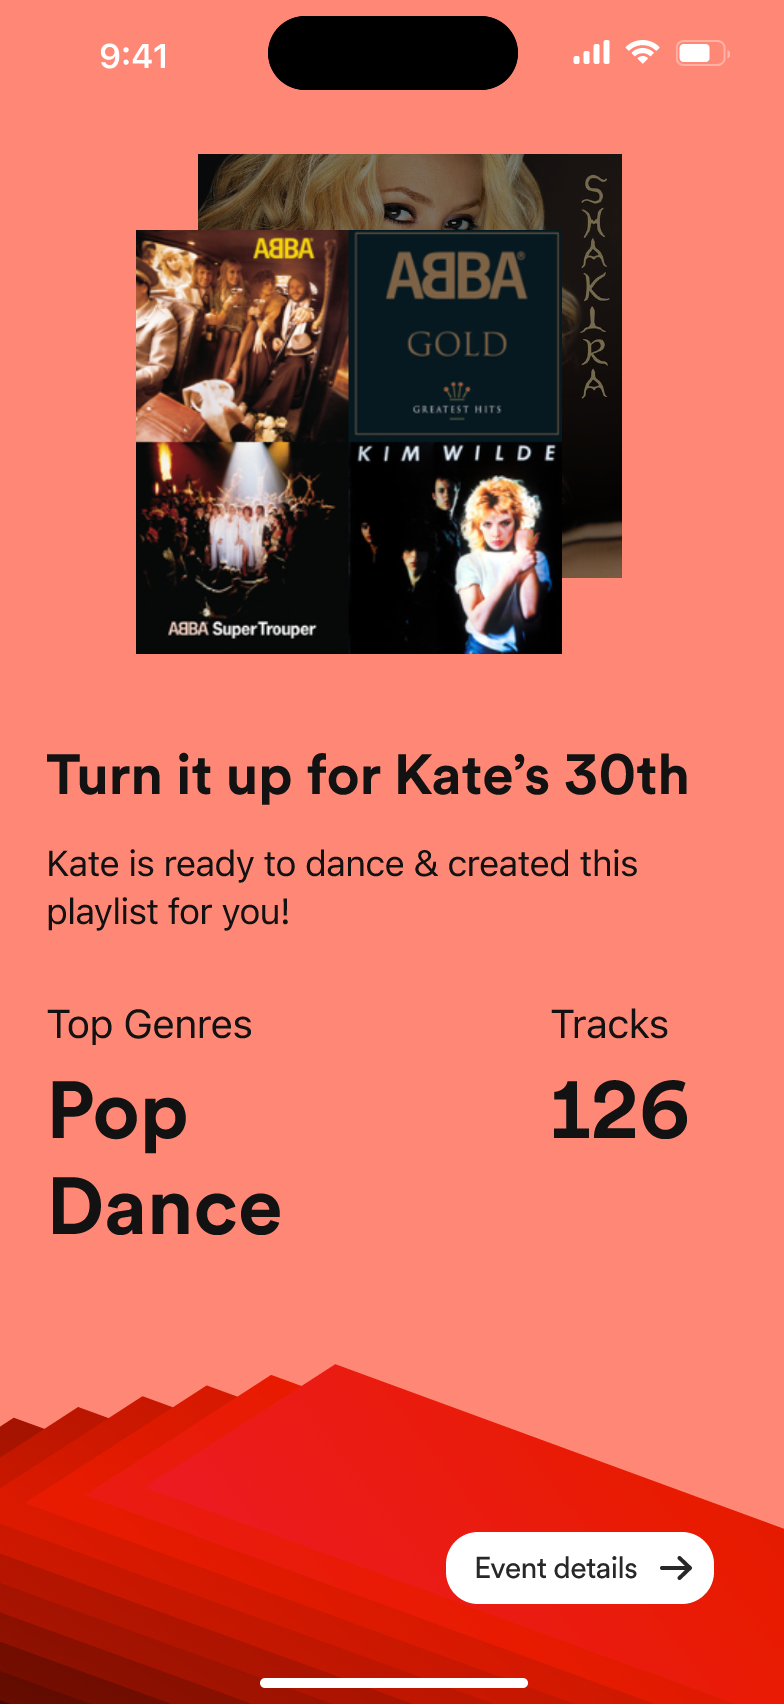 9:41
SHAKIRA
ABBA
ABBA®
GOLD
GREATEST HITS
KIM WILDE
ABBA Super Trouper
Turn it up for Kate’s 30th
Kate is ready to dance & created this
playlist for you!
Top Genres
Tracks
Pop
126
Dance
Event details →